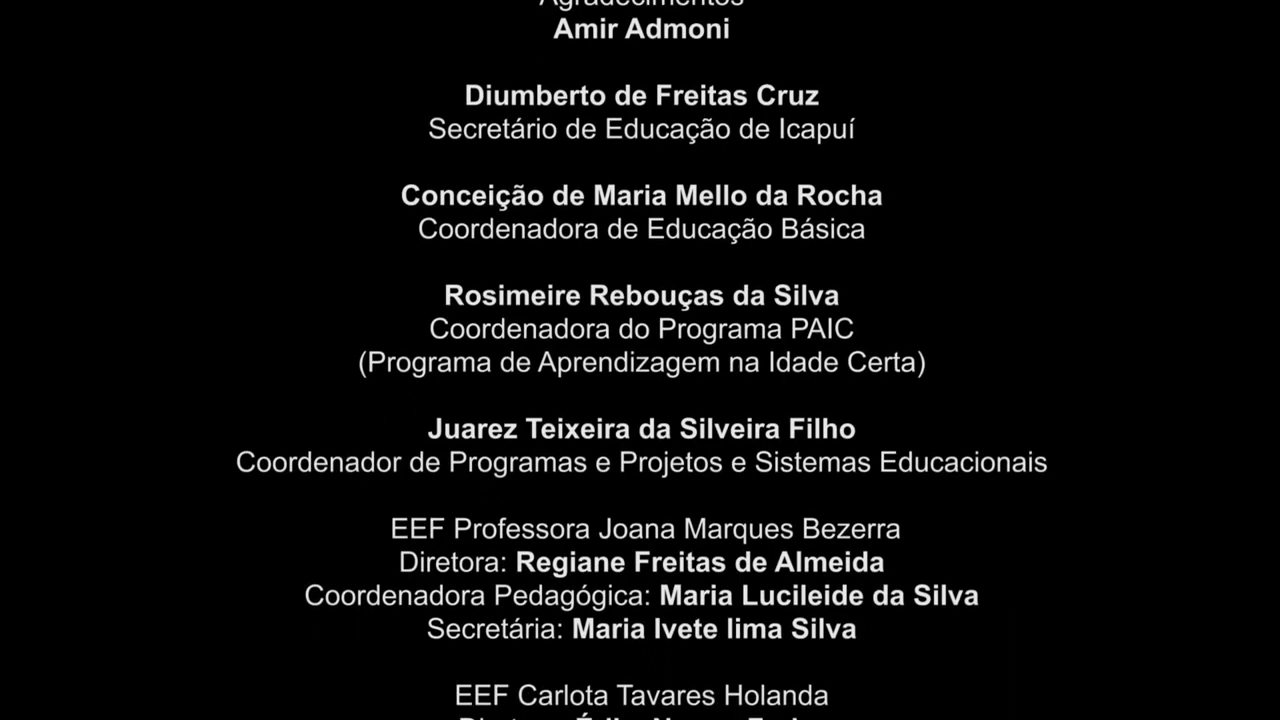 Agradecimentos
Amir Admoni
Diumberto de Freitas Cruz
Secretário de Educação de Icapuí
Conceição de Maria Mello da Rocha
Coordenadora de Educação Básica
Rosimeire Rebouças da Silva
Coordenadora do Programa PAIC
(Programa de Aprendizagem na Idade Certa)
Juarez Teixeira da Silveira Filho
Coordenador de Programas e Projetos e Sistemas Educacionais
EEF Professora Joana Marques Bezerra
Diretora: Regiane Freitas de Almeida
Coordenadora Pedagógica: Maria Lucileide da Silva
Secretária: Maria Ivete lima Silva
EEF Carlota Tavares Holanda